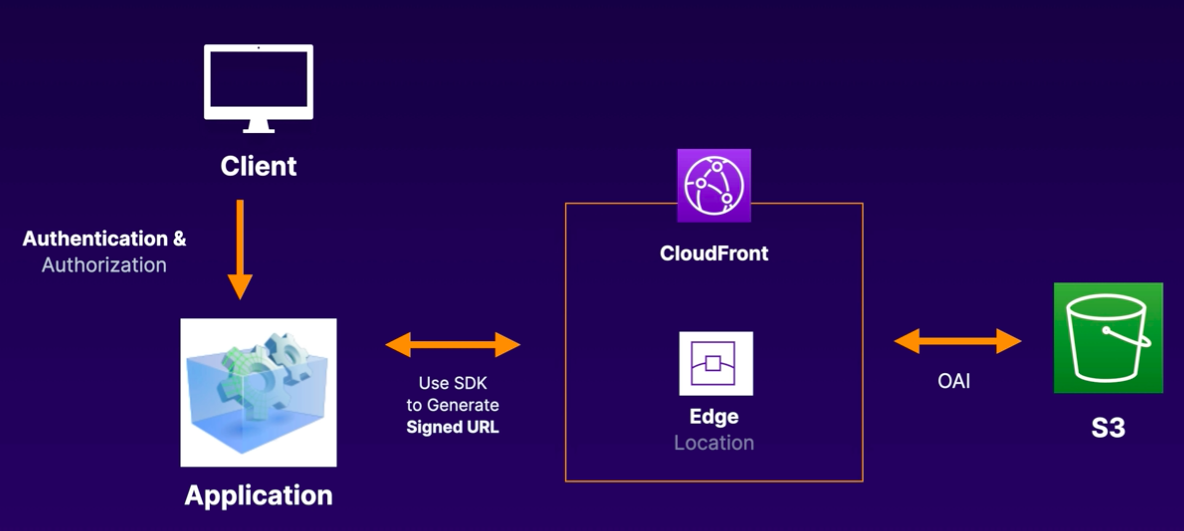 Client
Authentication &
Authorization
Application
Use SDK
to Generate
Signed URL
CloudFront
Edge
Location
OAI
S3